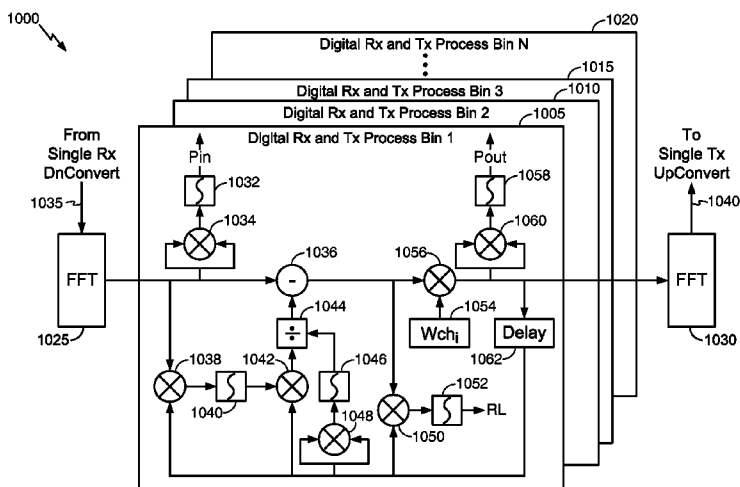 1000
1020
Digital Rx and Tx Process Bin N
1015
Digital Rx and Tx Process Bin 3
1010
Digital Rx and Tx Process Bin 2
1005
Digital Rx and Tx Process Bin 1
From
Single Rx
DnConvert
1035
To
Single Tx
UpConvert
1040
Pin
1032
1034
Pout
1058
1060
1036
1056
FFT
1025
FFT
1030
-
1044
÷
1054
Wchi
Delay
1062
1038
1040
1042
1046
1048
1052
RL
1050